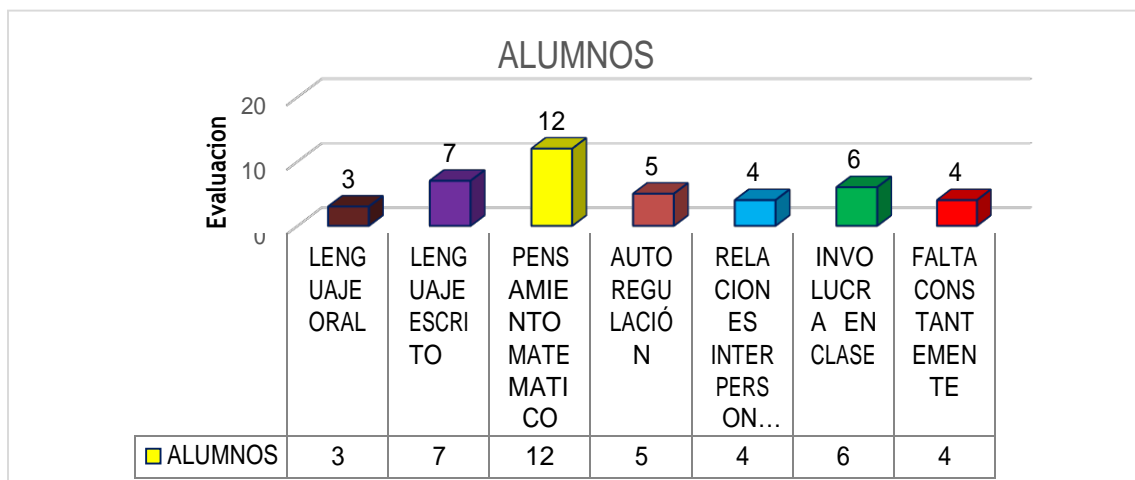 ALUMNOS
Evaluacion
20
10
0
3
7
12
5
4
6
4
LENG
UAJE
ORAL
LENG
UAJE
ESCRI
TO
PENS
AMIE
NTO
MATE
MATI
CO
AUTO
REGU
LACIÓ
N
RELA
CION
ES
INTER
PERS
ON...
INVO
LUCR
A EN
CLASE
FALTA
CONS
TANT
EMEN
TE
ALUMNOS 3 7 12 5 4 6 4